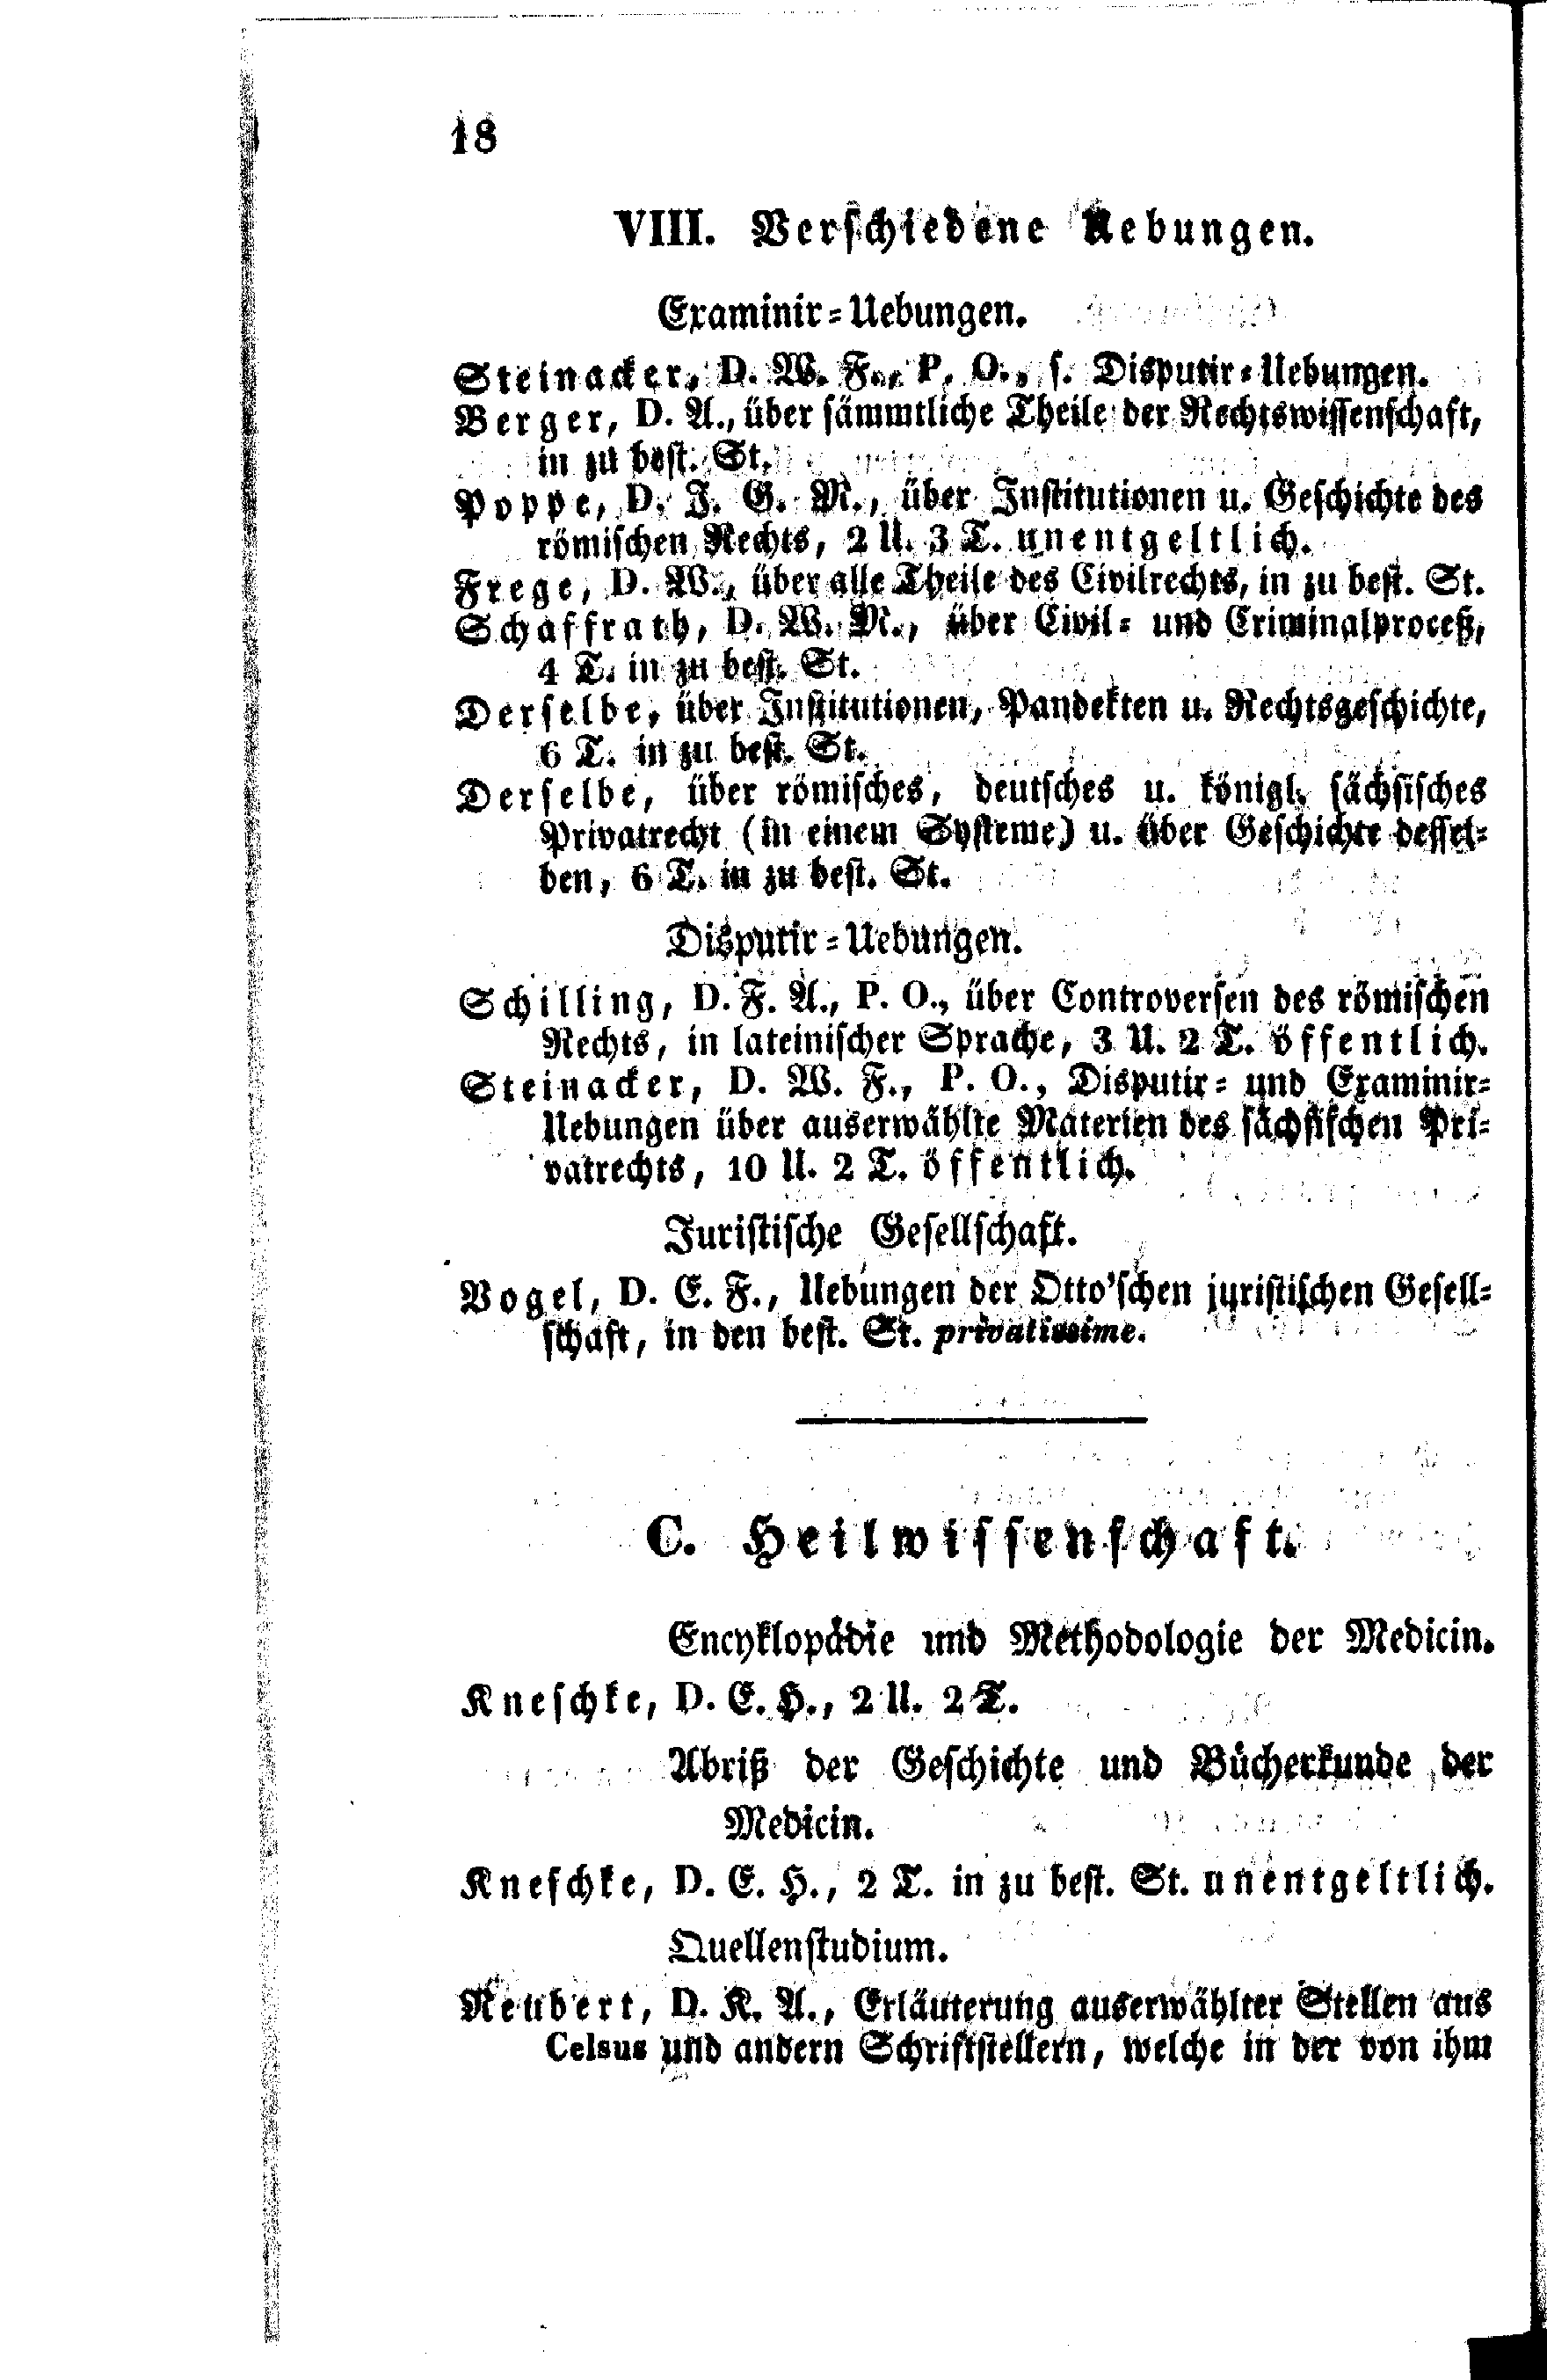 18
VIII. Verschiedene Uebungen.
Examinir-Uebungen.
Steinacker, D. W. F., P. O., s. Disputir-Uebungen.
Berger, D. A., über sämmtliche Theile der Rechtswissenschaft,
in zu best. St.
Poppe, D. J. G. M., über Institutionen u. Geschichte des
römischen Rechts, 2 U. 3 T. unentgeltlich.
Frege, D. W., über alle Theile des Civilrechts, in zu best. St.
Schaffrath, D. W. M., über Civil- und Criminalproceß,
4 T. in zu best. St.
Derselbe, über Institutionen, Pandekten u. Rechtsgeschichte,
6 T. in zu best. St.
Derselbe, über römisches, deutsches u. königl. sächsisches
Privatrecht (in einem Systeme) u. über Geschichte dessel-
ben, 6 T. in zu best. St.
Disputir-Uebungen.
Schilling, D. F. A., P. O., über Controversen des römischen
Rechts, in lateinischer Sprache, 3 U. 2 T. öffentlich.
Steinacker, D. W. F., P. O., Disputir- und Examinir-
Uebungen über auserwählte Materien des sächsischen Pri-
vatrechts, 10 U. 2 T. öffentlich.
Juristische Gesellschaft.
Vogel, D. E. F., Uebungen der Otto'schen juristischen Gesell-
schaft, in den best. St. privatissime.
C. Heilwissenschaft.
Encyklopädie und Methodologie der Medicin.
Kneschke, D. E. H., 2 U. 2 T.
Abriß der Geschichte und Bücherkunde der
Medicin.
Kneschke, D. E. H., 2 T. in zu best. St. unentgeltlich.
Quellenstudium.
Neubert, D. K. A., Erläuterung auserwählter Stellen aus
Celsus und andern Schriftstellern, welche in der von ihm